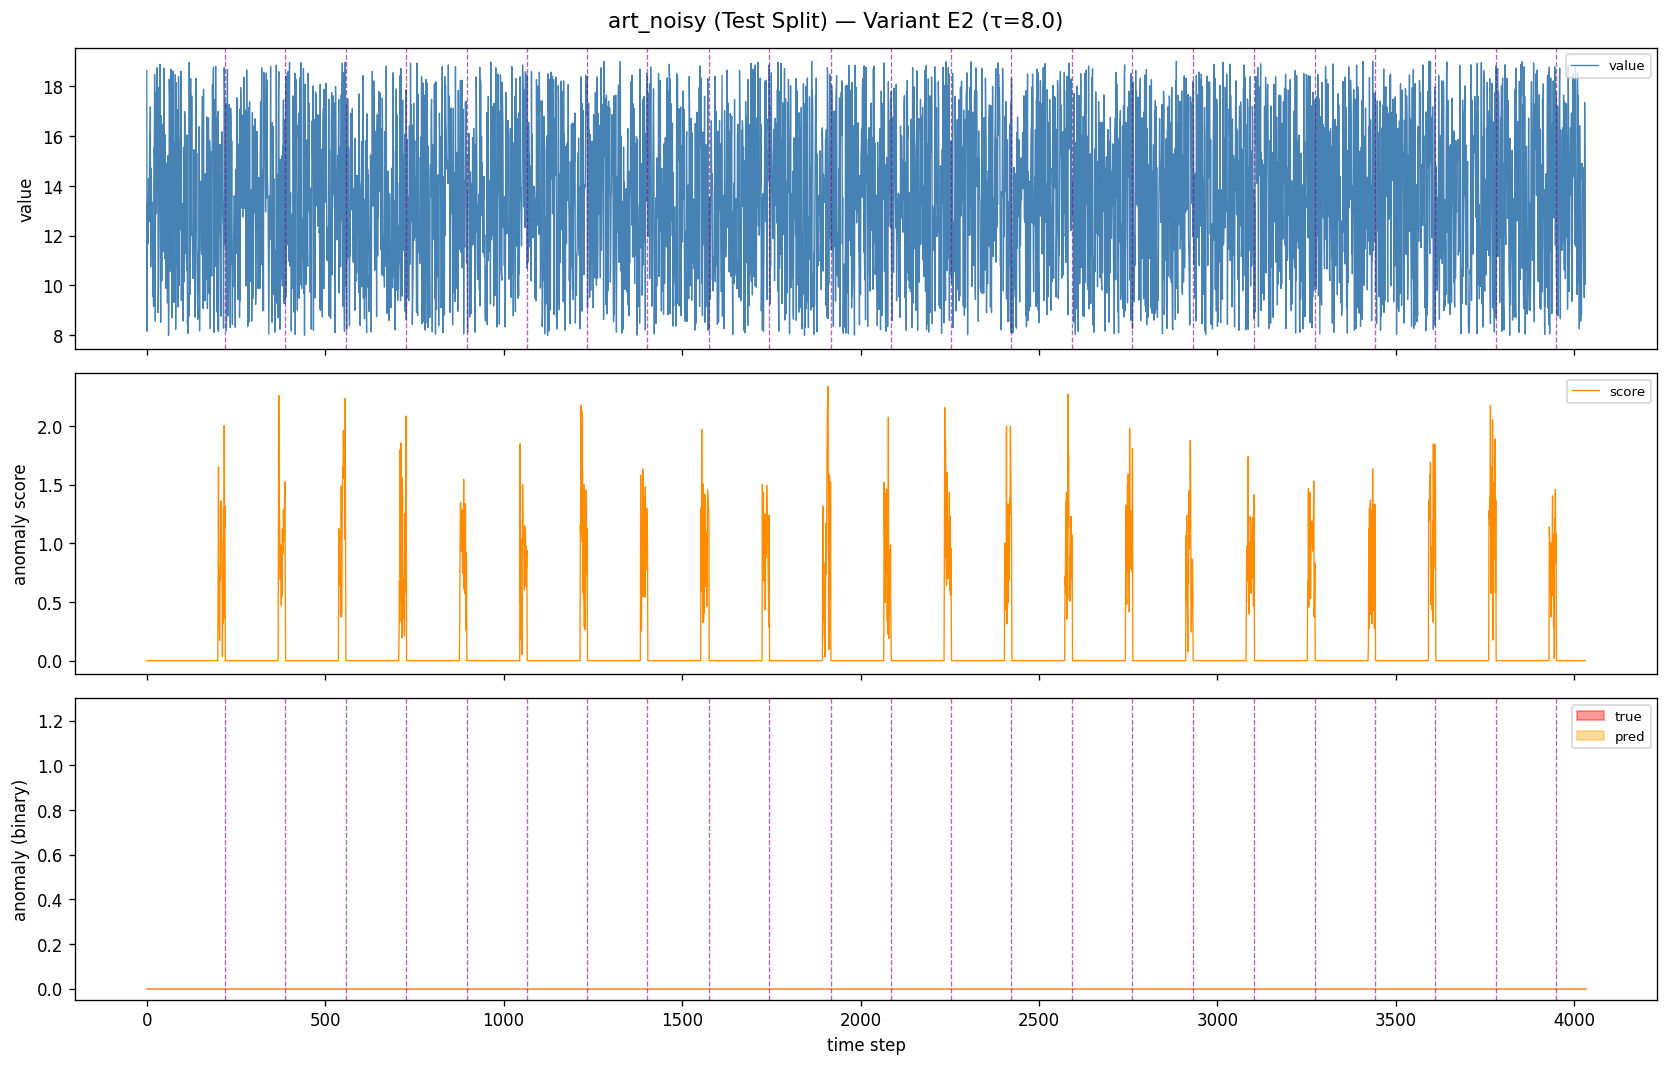 art_noisy (Test Split) — Variant E2 (τ=8.0)
value
18
16
14
12
10
8
value
score
2.0
1.5
1.0
0.5
0.0
anomaly score
true
pred
1.2
1.0
0.8
0.6
0.4
0.2
0.0
anomaly (binary)
0 500 1000 1500 2000 2500 3000 3500 4000
time step